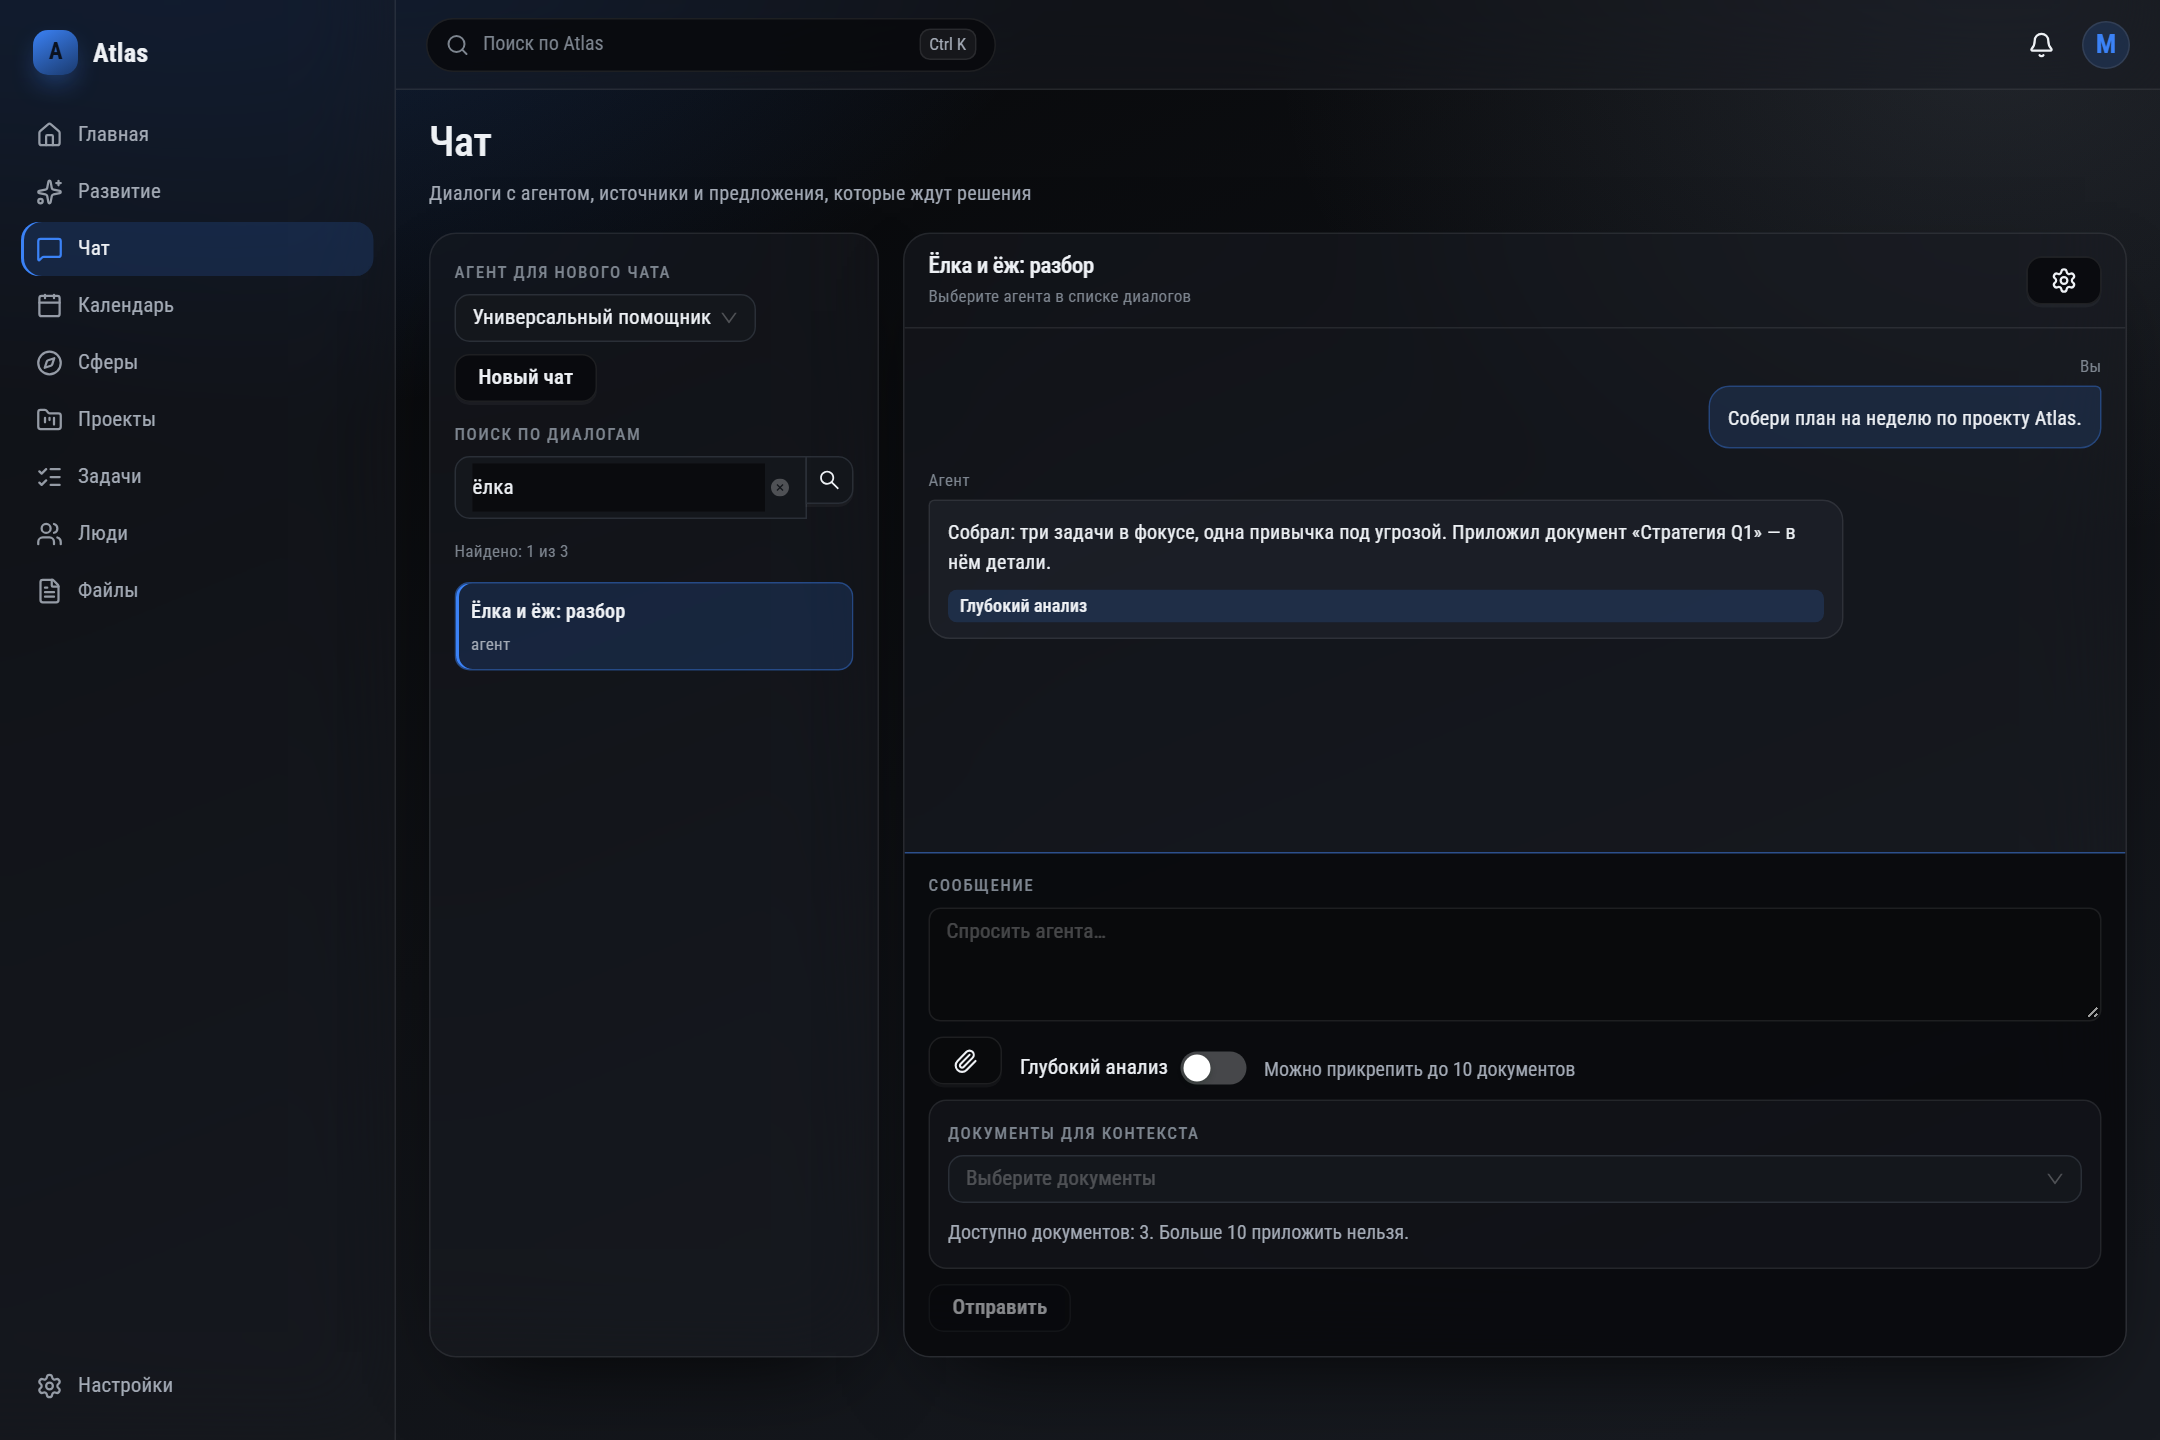 A
Atlas
Поиск по Atlas
Ctrl K
M
Главная
Развитие
Чат
Календарь
Сферы
Проекты
Задачи
Люди
Файлы
Настройки
Чат
Диалоги с агентом, источники и предложения, которые ждут решения
АГЕНТ ДЛЯ НОВОГО ЧАТА
Универсальный помощник
Новый чат
ПОИСК ПО ДИАЛОГАМ
ёлка
Найдено: 1 из 3
Ёлка и ёж: разбор
агент
Ёлка и ёж: разбор
Выберите агента в списке диалогов
Вы
Собери план на неделю по проекту Atlas.
Агент
Собрал: три задачи в фокусе, одна привычка под угрозой. Приложил документ «Стратегия Q1» — в
нём детали.
Глубокий анализ
СООБЩЕНИЕ
Спросить агента…
Глубокий анализ
Можно прикрепить до 10 документов
ДОКУМЕНТЫ ДЛЯ КОНТЕКСТА
Выберите документы
Доступно документов: 3. Больше 10 приложить нельзя.
Отправить